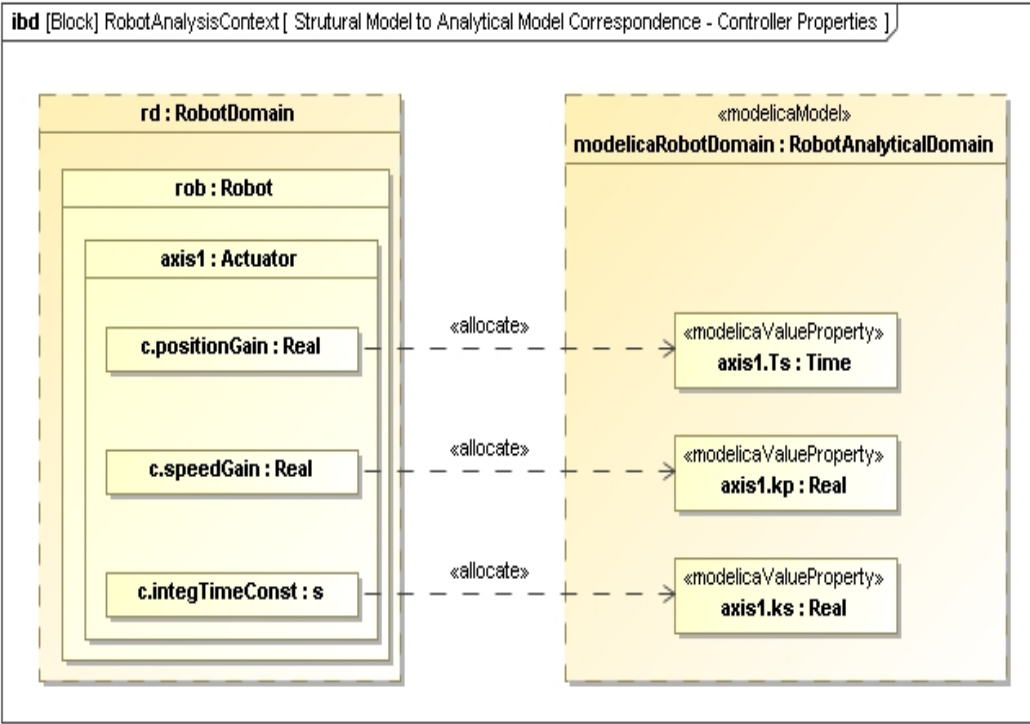 ibd [Block] RobotAnalysisContext [ Strutural Model to Analytical Model Correspondence - Controller Properties ]
rd : RobotDomain
rob : Robot
axis1 : Actuator
c.positionGain : Real
c.speedGain : Real
c.integTimeConst : s
«allocate»
«allocate»
«allocate»
«modelicaModel»
modelicaRobotDomain : RobotAnalyticalDomain
«modelicaValueProperty»
axis1.Ts : Time
«modelicaValueProperty»
axis1.kp : Real
«modelicaValueProperty»
axis1.ks : Real